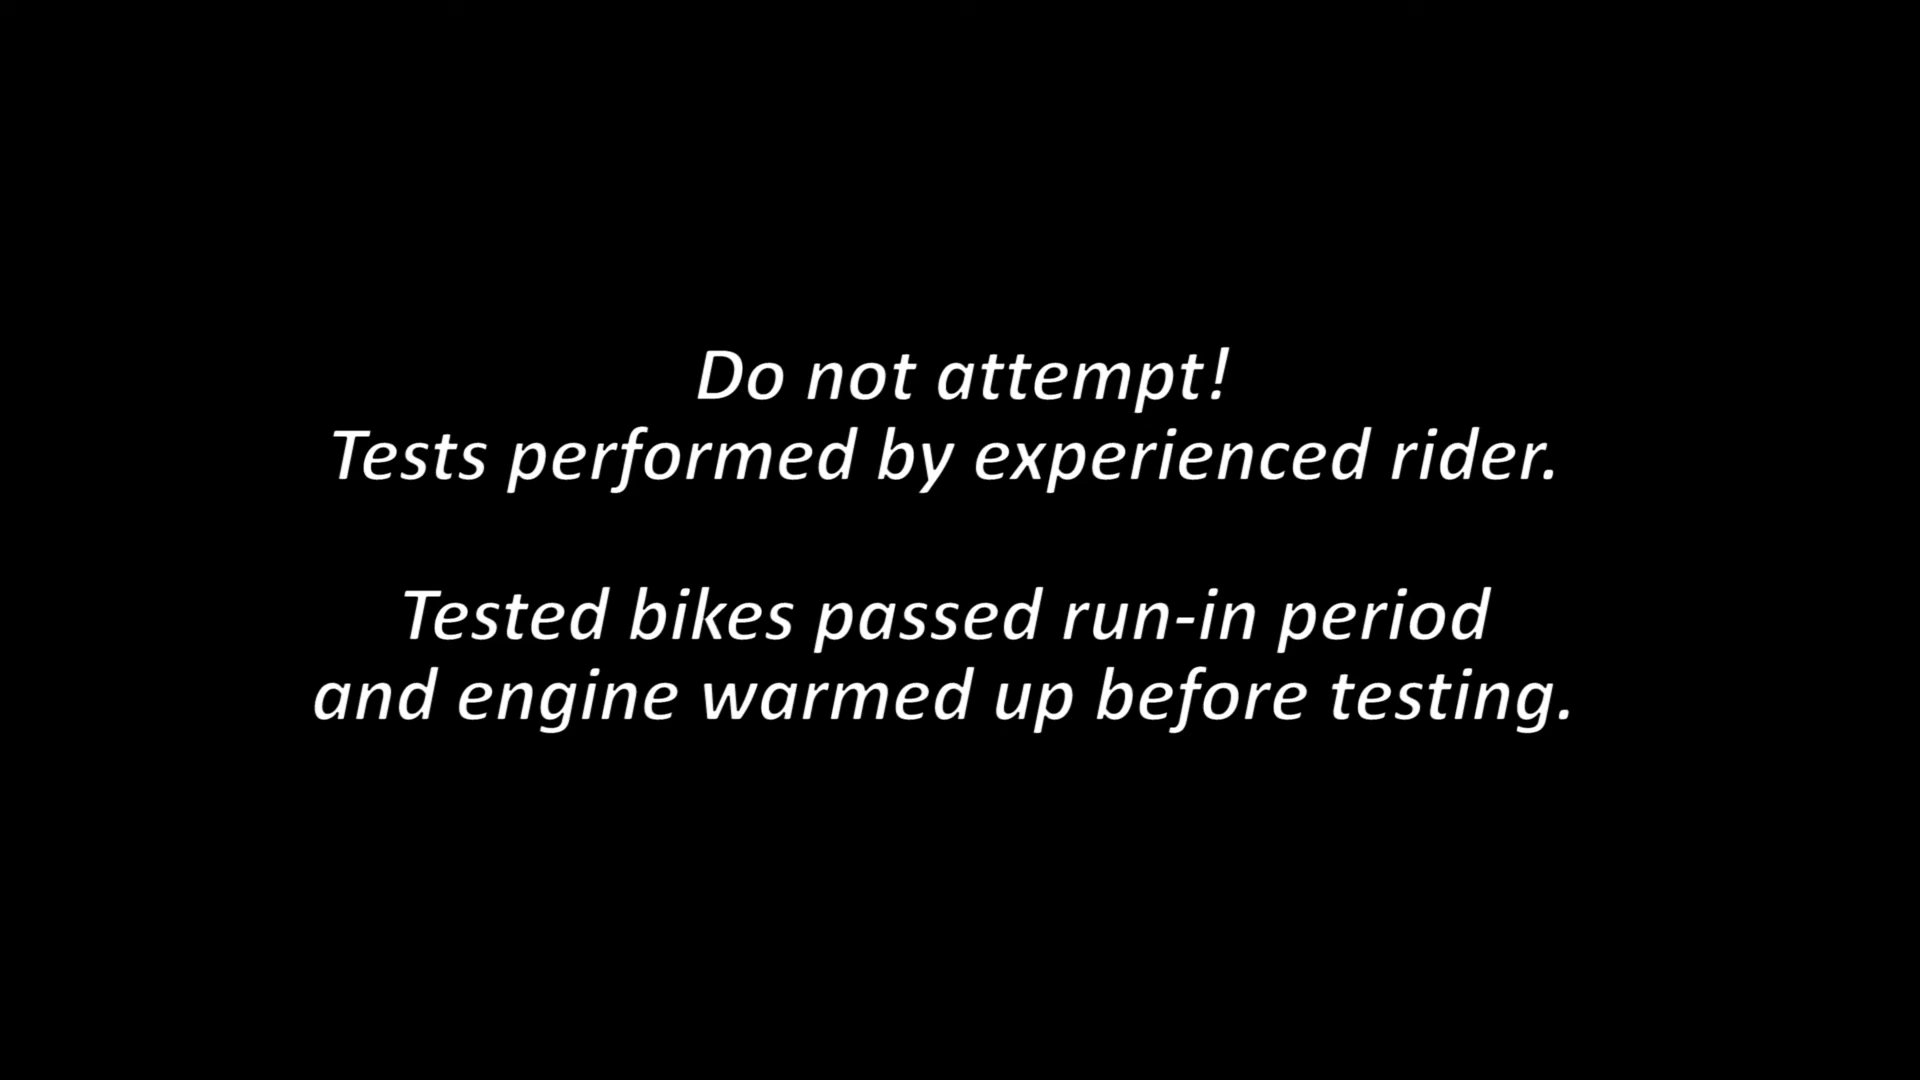 Do not attempt!
Tests performed by experienced rider.
Tested bikes passed run-in period
and engine warmed up before testing.